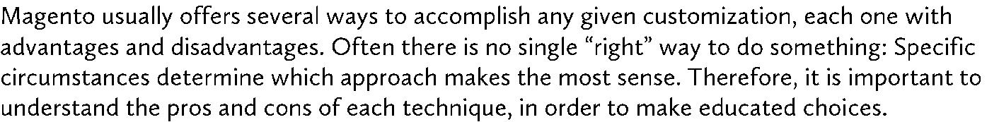 Magento usually offers several ways to accomplish any given customization, each one with
advantages and disadvantages. Often there is no single “right” way to do something: Specific
circumstances determine which approach makes the most sense. Therefore, it is important to
understand the pros and cons of each technique, in order to make educated choices.